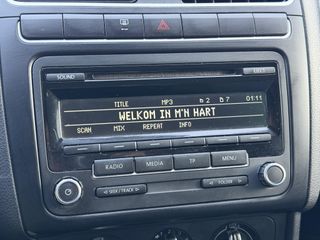 SOUND
EJECT
TITLE MP3 2 7 01:11
WELKOM IN M'N HART
SCAN MIX REPEAT INFO
RADIO MEDIA TP MENU
SEEK/TRACK FOLDER